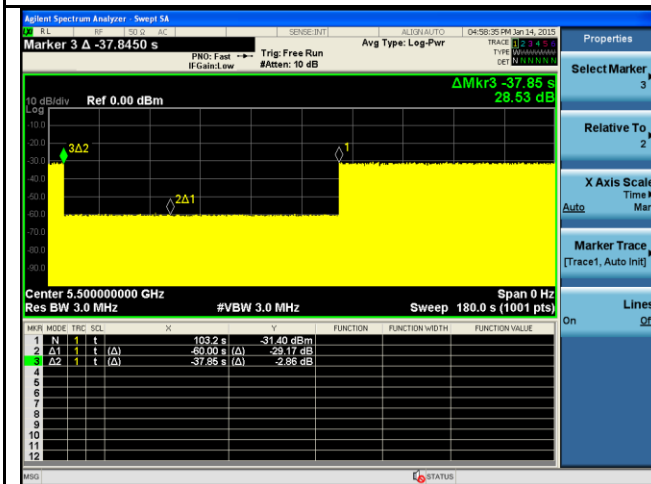 Agilent Spectrum Analyzer - Swept SA
RL RF 50 Ω AC SENSE:INT ALIGNAUTO 04:58:35 PM Jan 14, 2015
Marker 3 Δ -37.8450 s
PNO: Fast Trig: Free Run
IFGain:Low #Atten: 10 dB
Avg Type: Log-Pwr
TRACE 1 2 3 4 5 6
TYPE
DET N N N N N N
ΔMkr3 -37.85 s
28.53 dB
10 dB/div Ref 0.00 dBm
Log
-10.0
-20.0
-30.0
-40.0
-50.0
-60.0
-70.0
-80.0
-90.0
3Δ2
2Δ1
1
Center 5.500000000 GHz Span 0 Hz
Res BW 3.0 MHz #VBW 3.0 MHz Sweep 180.0 s (1001 pts)
MKR MODE TRC SCL X Y FUNCTION FUNCTION WIDTH FUNCTION VALUE
1 N 1 t 103.2 s -31.40 dBm
2 Δ1 1 t (Δ) -60.00 s (Δ) -29.17 dB
3 Δ2 1 t (Δ) -37.85 s (Δ) -2.86 dB
4
5
6
7
8
9
10
11
12
MSG STATUS
Properties
Select Marker
3
Relative To
2
X Axis Scale
Time
Auto Man
Marker Trace
[Trace1, Auto Init]
Lines
On Off